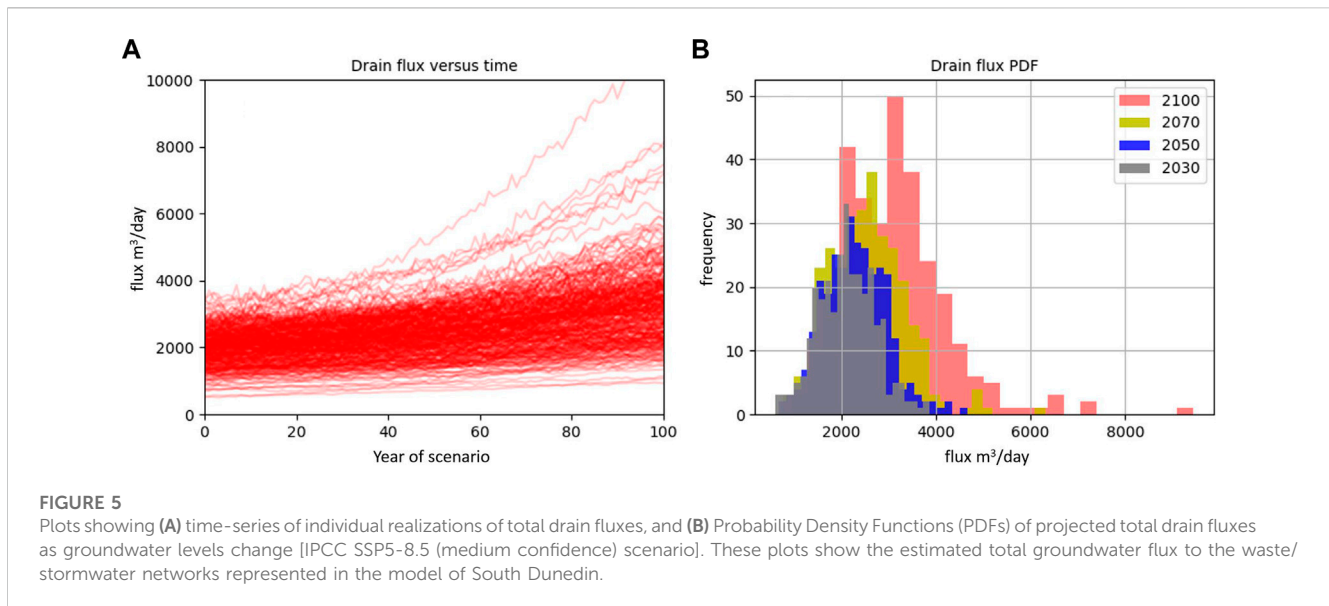 A
Drain flux versus time
10000
8000
6000
4000
2000
0
flux m³/day
0 20 40 60 80 100
Year of scenario
B
Drain flux PDF
50
40
30
20
10
0
frequency
2100
2070
2050
2030
2000 4000 6000 8000
flux m³/day
FIGURE 5
Plots showing (A) time-series of individual realizations of total drain fluxes, and (B) Probability Density Functions (PDFs) of projected total drain fluxes
as groundwater levels change [IPCC SSP5-8.5 (medium confidence) scenario]. These plots show the estimated total groundwater flux to the waste/
stormwater networks represented in the model of South Dunedin.